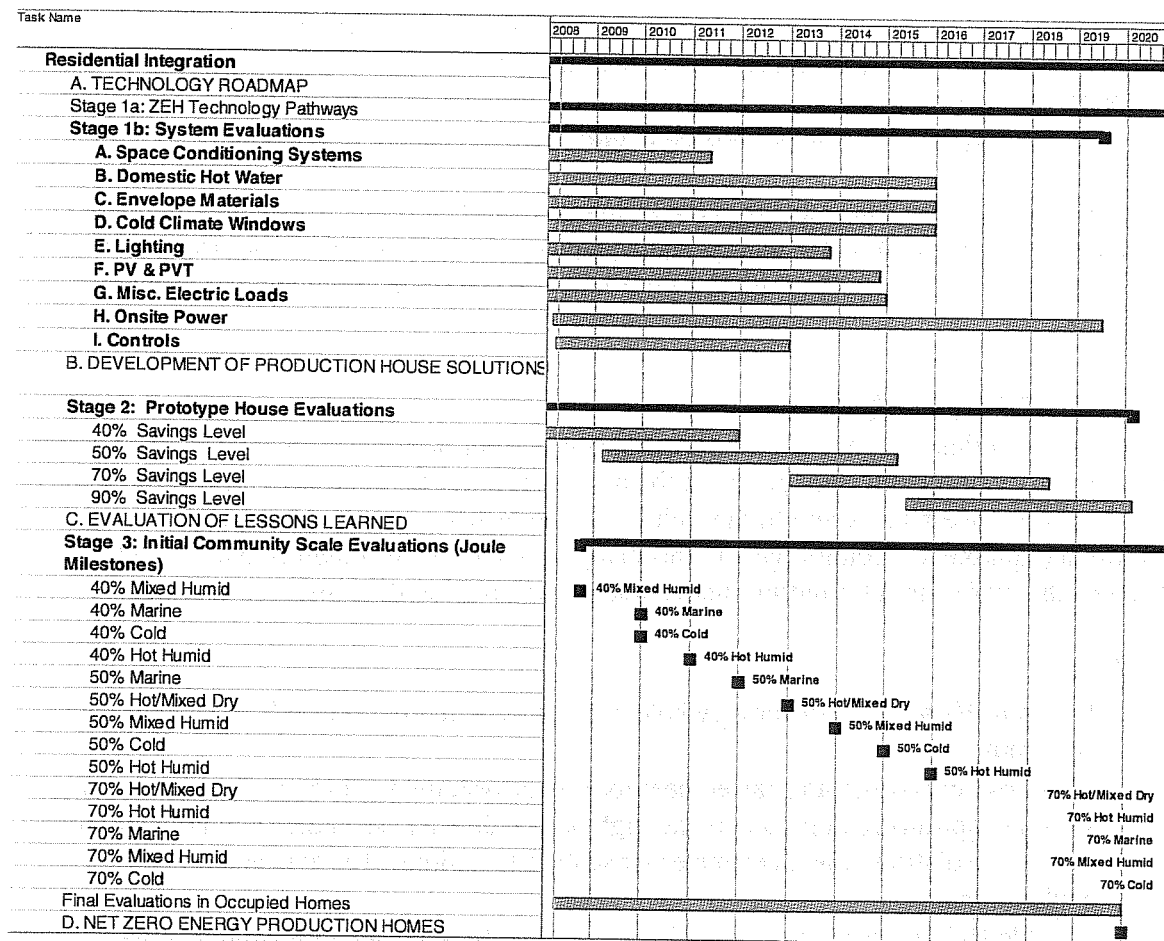 Task Name
2008 2009 2010 2011 2012 2013 2014 2015 2016 2017 2018 2019 2020
Residential Integration
A. TECHNOLOGY ROADMAP
Stage 1a: ZEH Technology Pathways
Stage 1b: System Evaluations
A. Space Conditioning Systems
B. Domestic Hot Water
C. Envelope Materials
D. Cold Climate Windows
E. Lighting
F. PV & PVT
G. Misc. Electric Loads
H. Onsite Power
I. Controls
B. DEVELOPMENT OF PRODUCTION HOUSE SOLUTIONS
Stage 2: Prototype House Evaluations
40% Savings Level
50% Savings Level
70% Savings Level
90% Savings Level
C. EVALUATION OF LESSONS LEARNED
Stage 3: Initial Community Scale Evaluations (Joule
Milestones)
40% Mixed Humid 40% Mixed Humid
40% Marine 40% Marine
40% Cold 40% Cold
40% Hot Humid 40% Hot Humid
50% Marine 50% Marine
50% Hot/Mixed Dry 50% Hot/Mixed Dry
50% Mixed Humid 50% Mixed Humid
50% Cold 50% Cold
50% Hot Humid 50% Hot Humid
70% Hot/Mixed Dry 70% Hot/Mixed Dry
70% Hot Humid 70% Hot Humid
70% Marine 70% Marine
70% Mixed Humid 70% Mixed Humid
70% Cold 70% Cold
Final Evaluations in Occupied Homes
D. NET ZERO ENERGY PRODUCTION HOMES